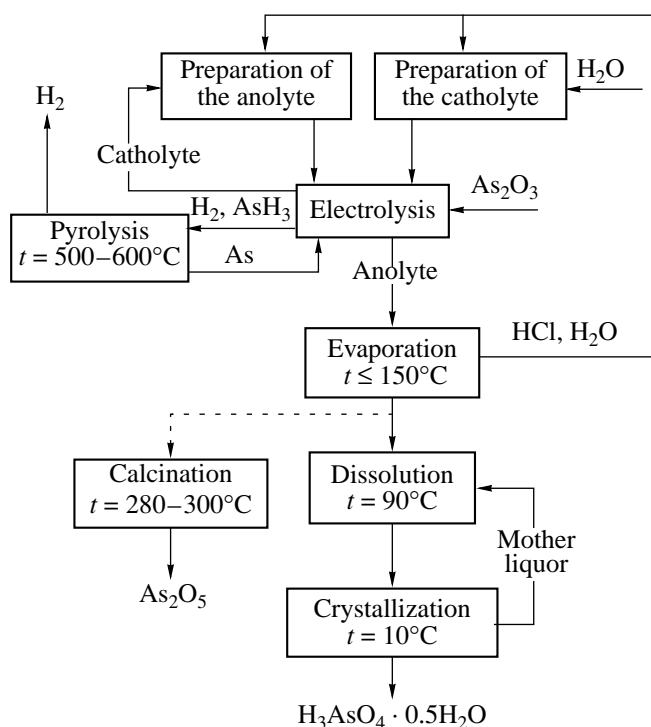 Preparation of
the anolyte
Preparation of
the catholyte
H₂O
H₂
Catholyte
As₂O₃
H₂, AsH₃
Electrolysis
Pyrolysis
t = 500–600°C
As
Anolyte
Evaporation
t ≤ 150°C
HCl, H₂O
Calcination
t = 280–300°C
Dissolution
t = 90°C
Mother
liquor
As₂O₅
Crystallization
t = 10°C
H₃AsO₄ · 0.5H₂O